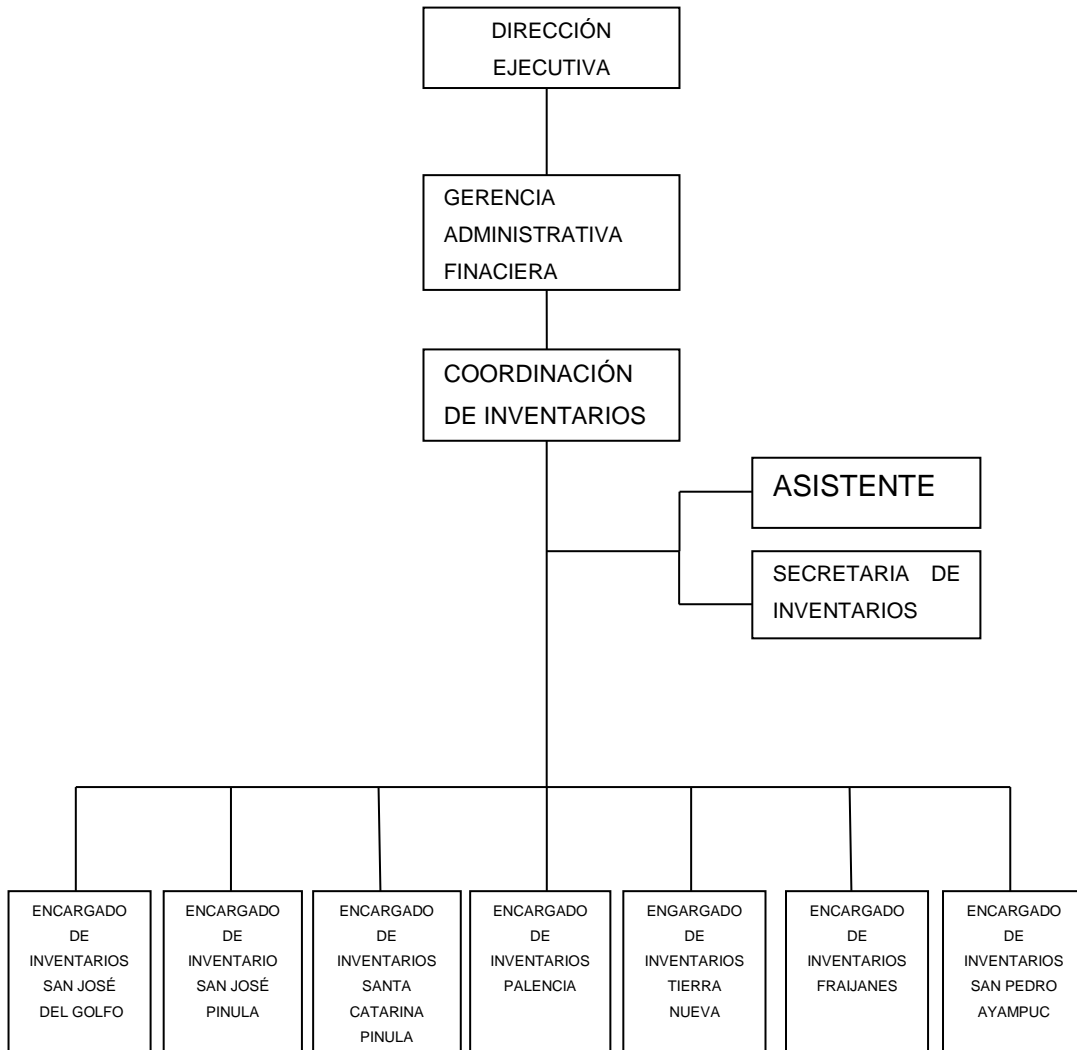 DIRECCIÓN
EJECUTIVA
GERENCIA
ADMINISTRATIVA
FINACIERA
COORDINACIÓN
DE INVENTARIOS
ASISTENTE
SECRETARIA DE
INVENTARIOS
ENCARGADO
DE
INVENTARIOS
SAN JOSÉ
DEL GOLFO
ENCARGADO
DE
INVENTARIO
SAN JOSÉ
PINULA
ENCARGADO
DE
INVENTARIOS
SANTA
CATARINA
PINULA
ENCARGADO
DE
INVENTARIOS
PALENCIA
ENGARGADO
DE
INVENTARIOS
TIERRA
NUEVA
ENCARGADO
DE
INVENTARIOS
FRAIJANES
ENCARGADO
DE
INVENTARIOS
SAN PEDRO
AYAMPUC